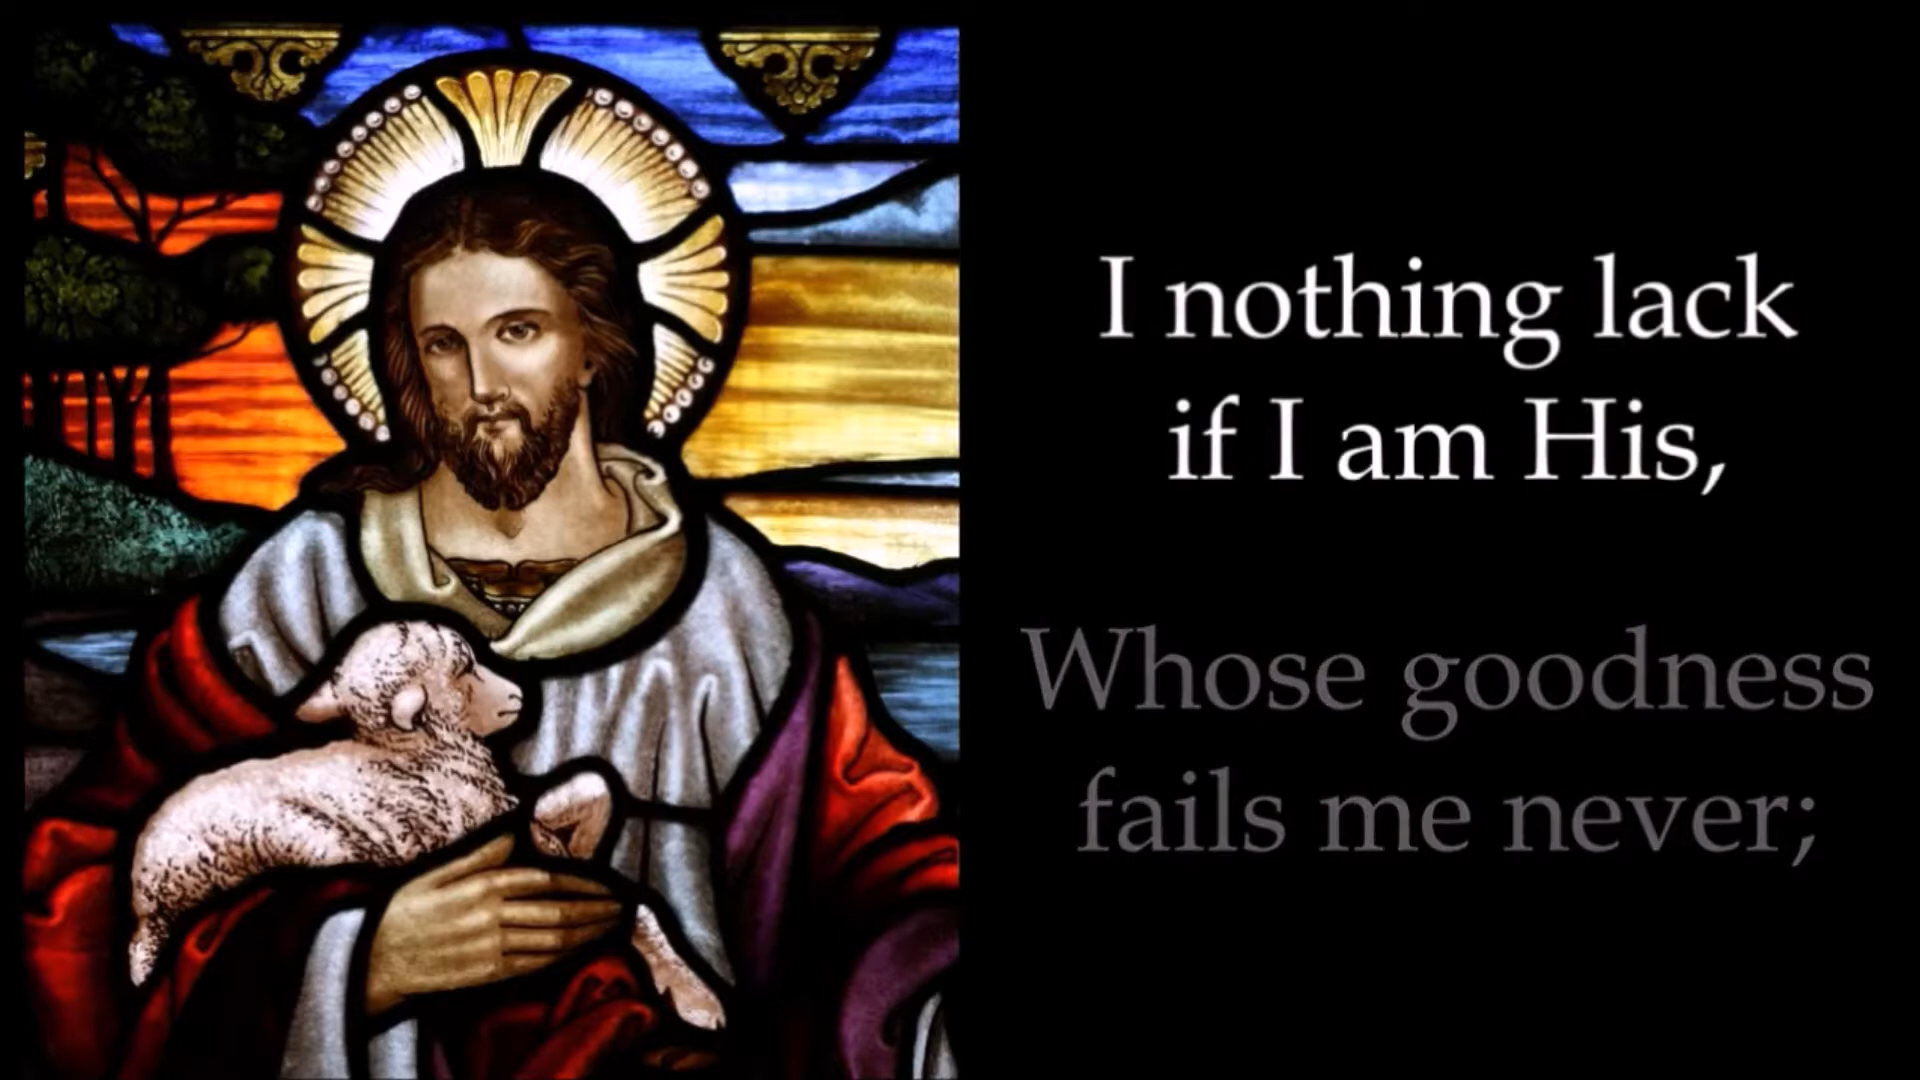 I nothing lack
if I am His,
Whose goodness
fails me never;